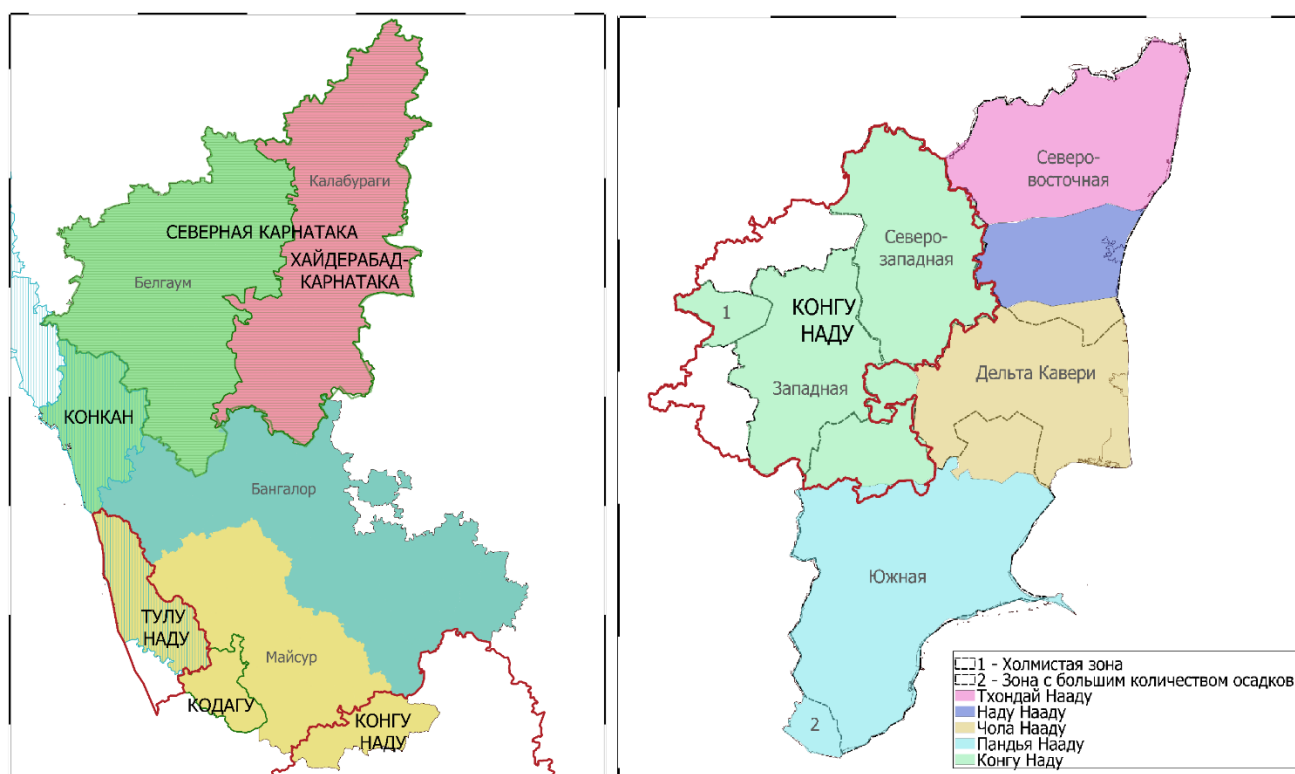 Калабураги
СЕВЕРНАЯ КАРНАТАКА
ХАЙДЕРАБАД-
КАРНАТАКА
Белгаум
КОНКАН
Бангалор
ТУЛУ
НАДУ
Майсур
КОДАГУ
КОНГУ
НАДУ
Северо-
восточная
Северо-
западная
1
КОНГУ
НАДУ
Западная
Дельта Кавери
Южная
2
1 - Холмистая зона
2 - Зона с большим количеством осадков
Тхондай Нааду
Наду Нааду
Чола Нааду
Пандья Нааду
Конгу Наду